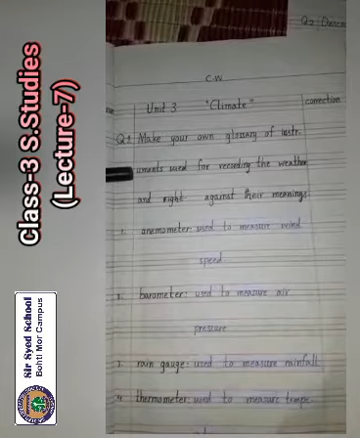 Class-3 S.Studies
(Lecture-7)
Sir Syed School
Bohti Mor Campus
Q2
C.W
Unit 3 "Climate" correction
Q1 Make your own glossary of instr-
uments used for recording the weather
and right against their meanings
1. anemometer: used to measure wind
speed.
2. barometer: used to measure air
pressure
3. rain gauge: used to measure rainfall.
4. thermometer: used to measure tempe-